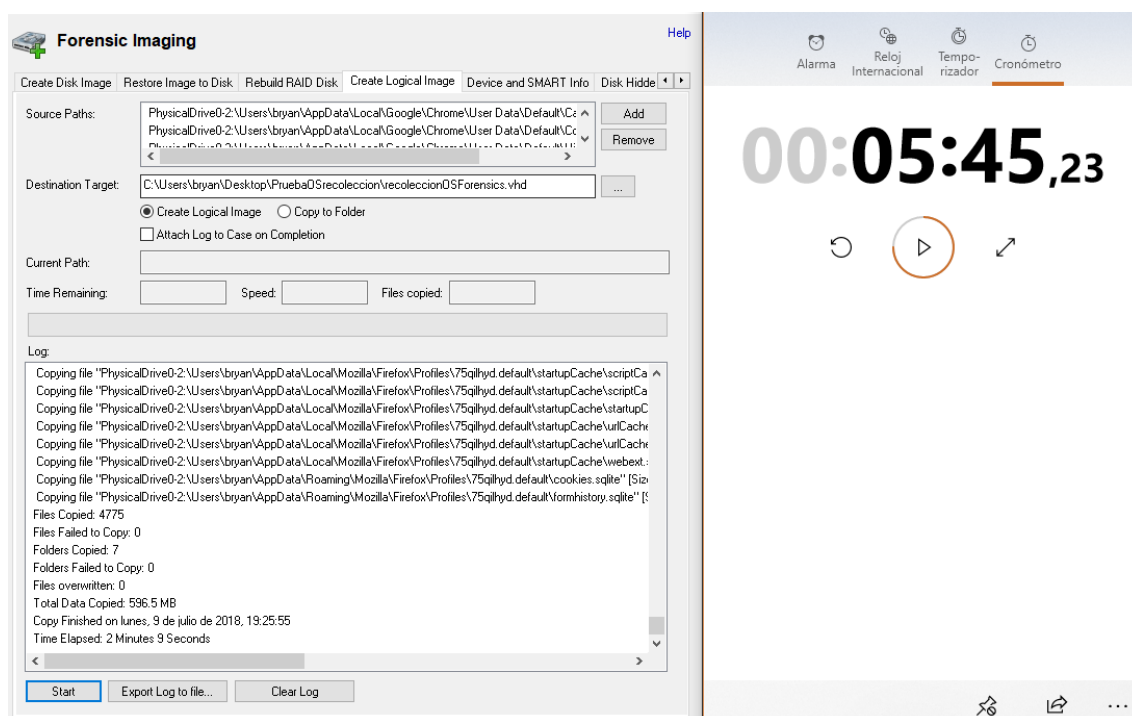 Forensic Imaging
Help
Create Disk Image Restore Image to Disk Rebuild RAID Disk Create Logical Image Device and SMART Info Disk Hidde
Source Paths:
PhysicalDrive0-2:\Users\bryan\AppData\Local\Google\Chrome\User Data\Default\Ca
PhysicalDrive0-2:\Users\bryan\AppData\Local\Google\Chrome\User Data\Default\Co
Add
Remove
Destination Target:
C:\Users\bryan\Desktop\PruebaOSrecoleccion\recoleccionOSForensics.vhd
...
Create Logical Image Copy to Folder
Attach Log to Case on Completion
Current Path:
Time Remaining: Speed: Files copied:
Log:
Copying file "PhysicalDrive0-2:\Users\bryan\AppData\Local\Mozilla\Firefox\Profiles\75qilhyd.default\startupCache\scriptCa
Copying file "PhysicalDrive0-2:\Users\bryan\AppData\Local\Mozilla\Firefox\Profiles\75qilhyd.default\startupCache\scriptCa
Copying file "PhysicalDrive0-2:\Users\bryan\AppData\Local\Mozilla\Firefox\Profiles\75qilhyd.default\startupCache\startupC
Copying file "PhysicalDrive0-2:\Users\bryan\AppData\Local\Mozilla\Firefox\Profiles\75qilhyd.default\startupCache\urlCache
Copying file "PhysicalDrive0-2:\Users\bryan\AppData\Local\Mozilla\Firefox\Profiles\75qilhyd.default\startupCache\urlCache
Copying file "PhysicalDrive0-2:\Users\bryan\AppData\Local\Mozilla\Firefox\Profiles\75qilhyd.default\startupCache\webext.
Copying file "PhysicalDrive0-2:\Users\bryan\AppData\Roaming\Mozilla\Firefox\Profiles\75qilhyd.default\cookies.sqlite" [Siz
Copying file "PhysicalDrive0-2:\Users\bryan\AppData\Roaming\Mozilla\Firefox\Profiles\75qilhyd.default\formhistory.sqlite" [S
Files Copied: 4775
Files Failed to Copy: 0
Folders Copied: 7
Folders Failed to Copy: 0
Files overwritten: 0
Total Data Copied: 596.5 MB
Copy Finished on lunes, 9 de julio de 2018, 19:25:55
Time Elapsed: 2 Minutes 9 Seconds
Start Export Log to file... Clear Log
Alarma
Reloj
Internacional
Tempo-
rizador
Cronómetro
00:05:45,23
...